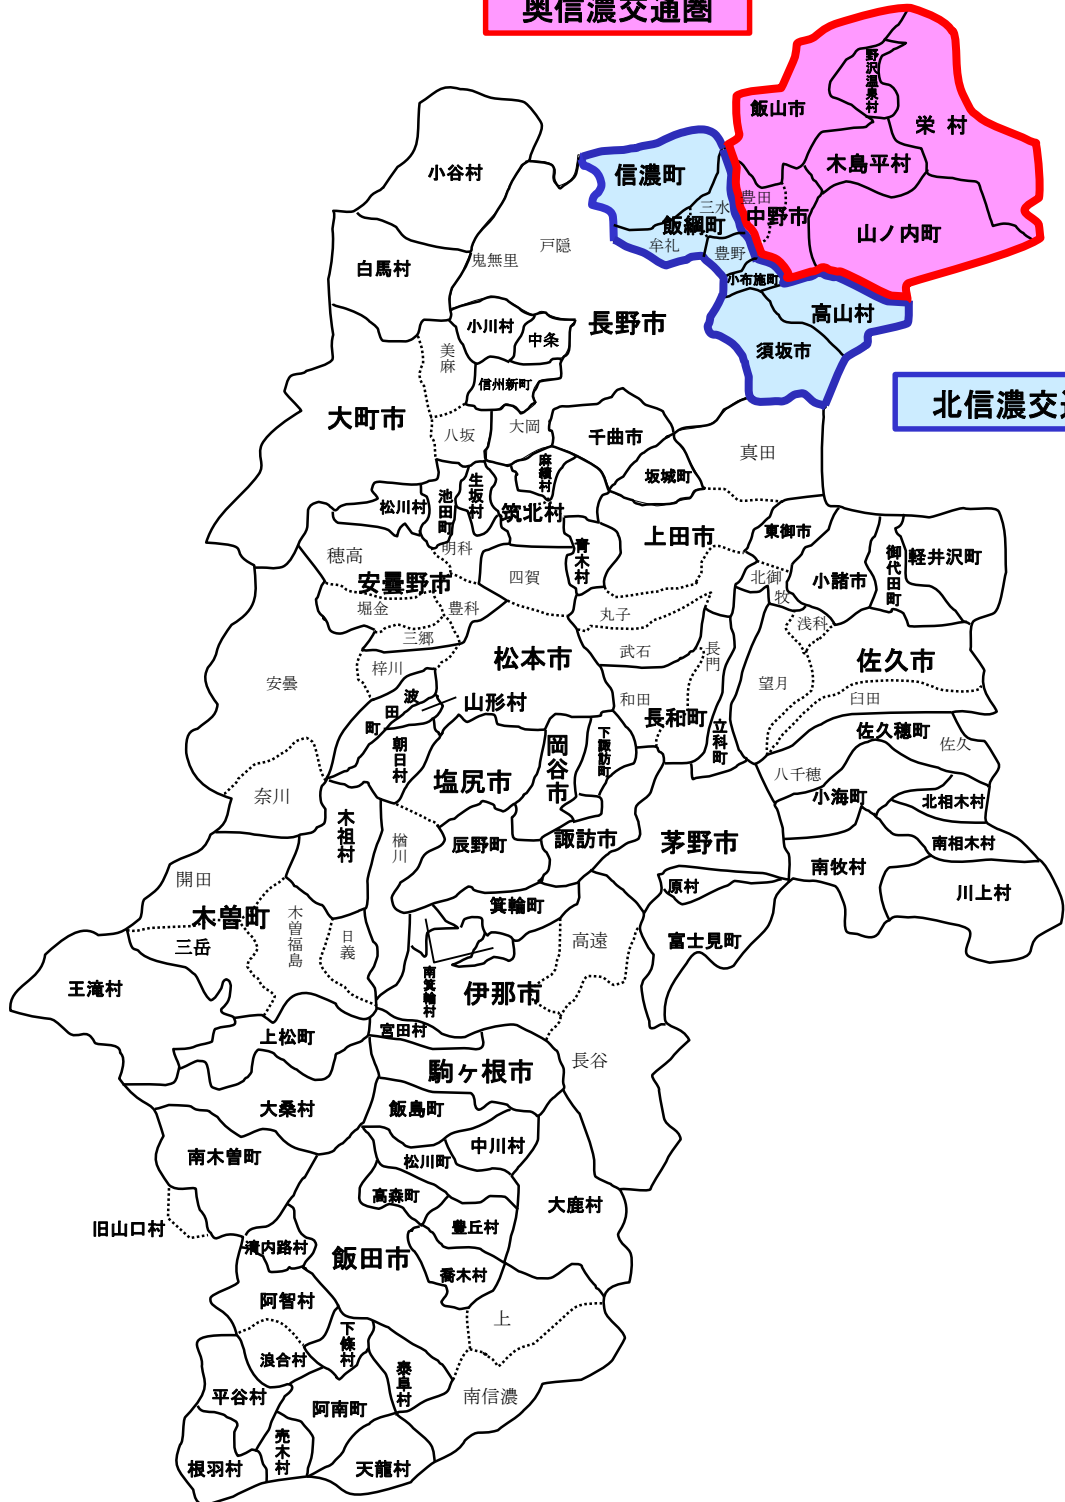 奥信濃交通圏
野沢温泉村
飯山市
栄 村
木島平村
信濃町
小谷村
豊田
三水
中野市
飯綱町
山ノ内町
戸隠
牟礼
豊野
鬼無里
白馬村
小布施町
高山村
長野市
小川村
中条
美麻
須坂市
信州新町
北信濃交
大町市
大岡
八坂
千曲市
真田
麻績村
坂城町
生坂村
池田町
松川村
筑北村
上田市
東御市
青木村
明科
穂高
軽井沢町
御代田町
安曇野市
四賀
北御
牧
小諸市
堀金
豊科
丸子
浅科
三郷
武石
長門
松本市
佐久市
梓川
安曇
望月
波
田
町
山形村
和田
長和町
臼田
立科町
佐久穂町
佐久
朝日村
岡谷市
下諏訪町
塩尻市
八千穂
奈川
小海町
北相木村
木祖村
楢川
辰野町
諏訪市
茅野市
南相木村
南牧村
開田
原村
川上村
箕輪町
木曽町
木曽福島
日義
高遠
富士見町
三岳
王滝村
南箕輪村
伊那市
宮田村
上松町
長谷
駒ヶ根市
大桑村
飯島町
中川村
南木曽町
松川町
高森町
大鹿村
旧山口村
豊丘村
清内路村
飯田市
喬木村
阿智村
上
下條村
浪合村
泰阜村
平谷村
南信濃
阿南町
売木村
根羽村
天龍村